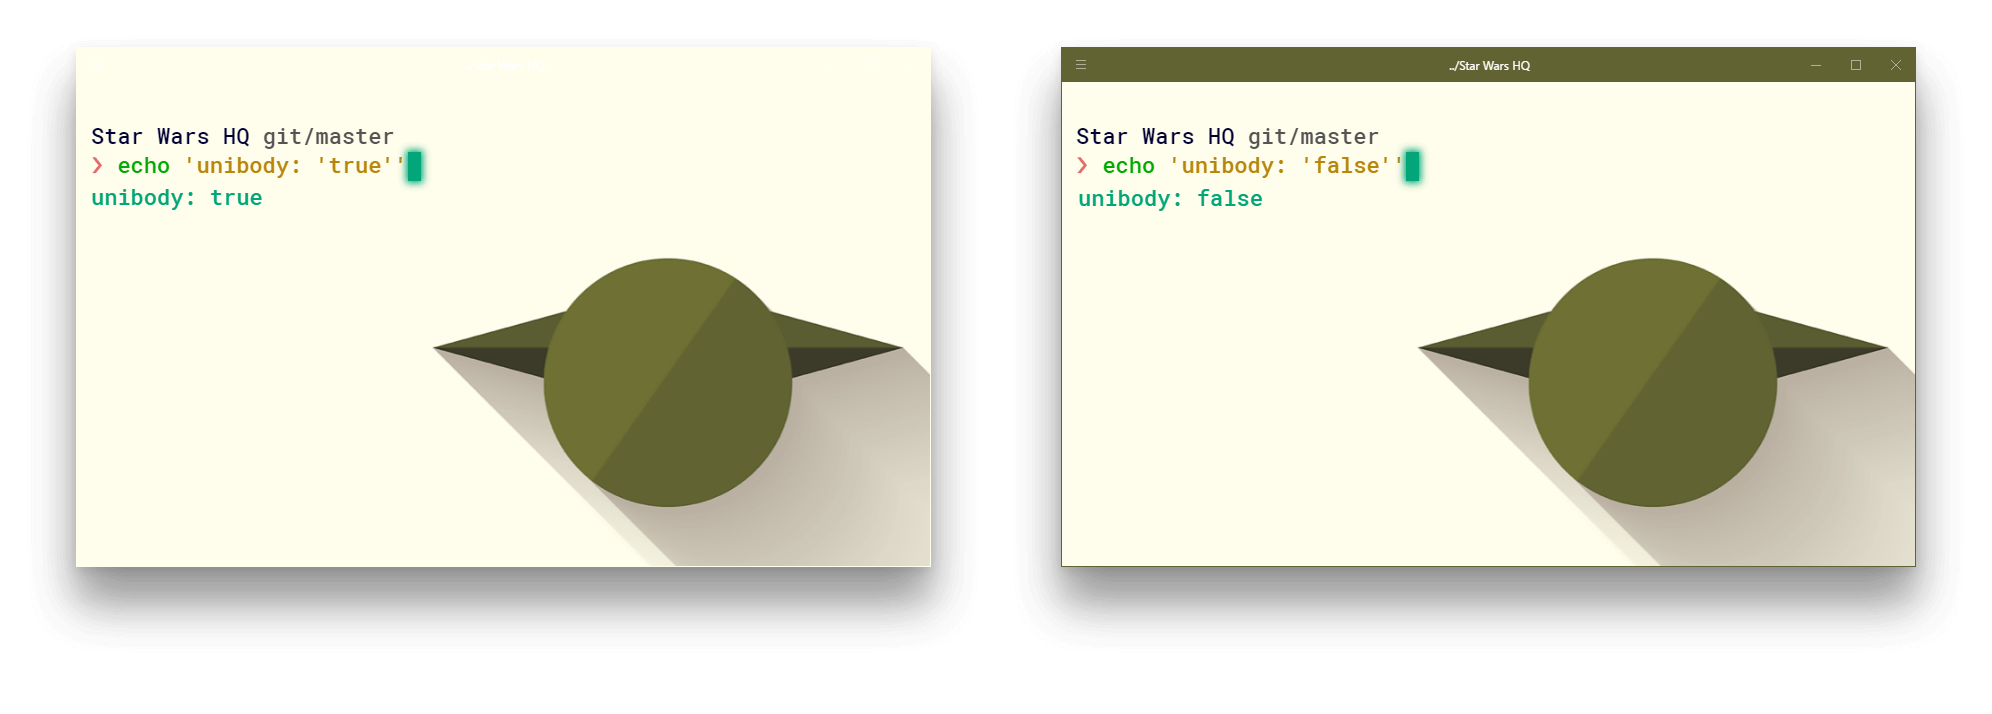 Star Wars HQ git/master
❯ echo 'unibody: 'true''
unibody: true
../Star Wars HQ
Star Wars HQ git/master
❯ echo 'unibody: 'false''
unibody: false